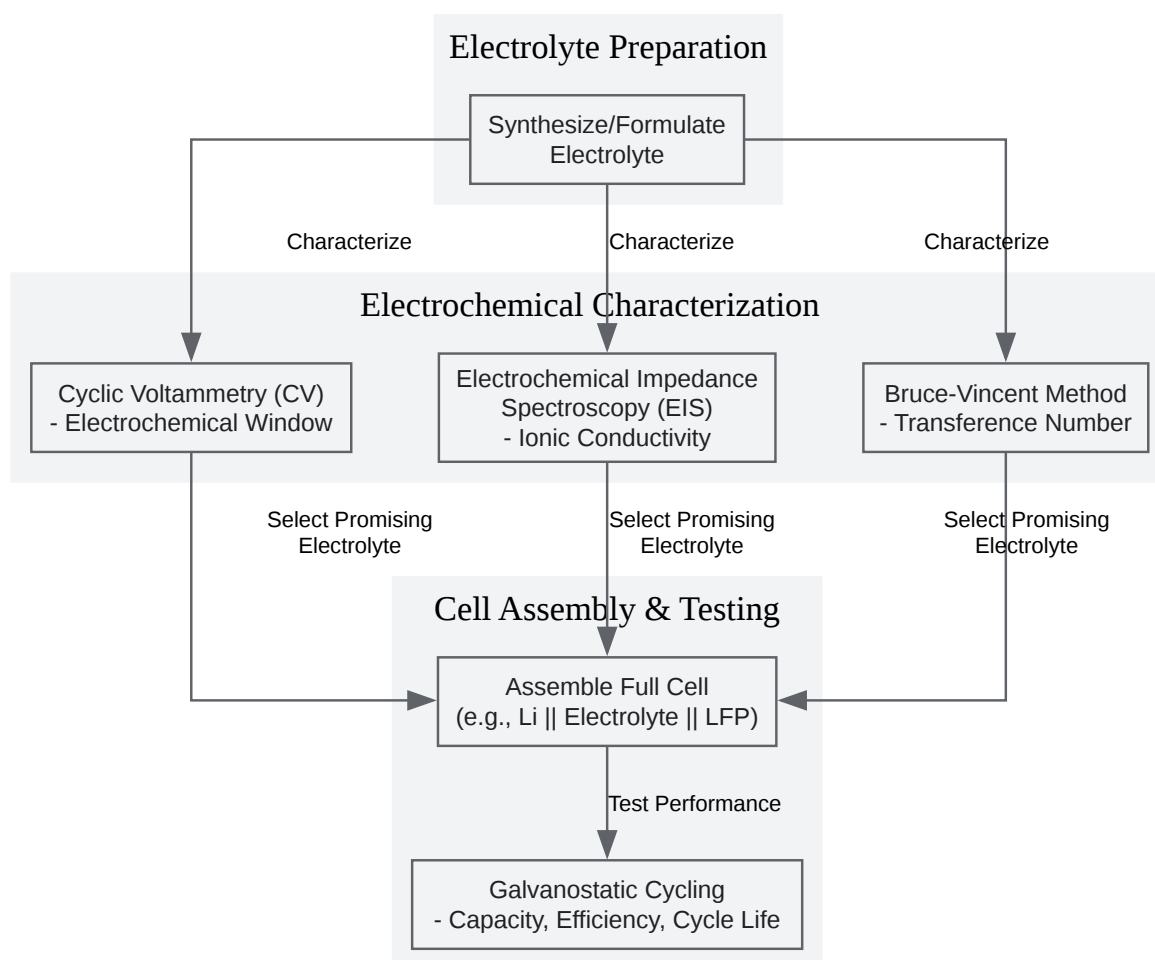 Electrolyte Preparation
Synthesize/Formulate
Electrolyte
Characterize
Characterize
Characterize
Electrochemical Characterization
Cyclic Voltammetry (CV)
- Electrochemical Window
Electrochemical Impedance
Spectroscopy (EIS)
- Ionic Conductivity
Bruce-Vincent Method
- Transference Number
Select Promising
Electrolyte
Select Promising
Electrolyte
Select Promising
Electrolyte
Cell Assembly & Testing
Assemble Full Cell
(e.g., Li || Electrolyte || LFP)
Test Performance
Galvanostatic Cycling
- Capacity, Efficiency, Cycle Life